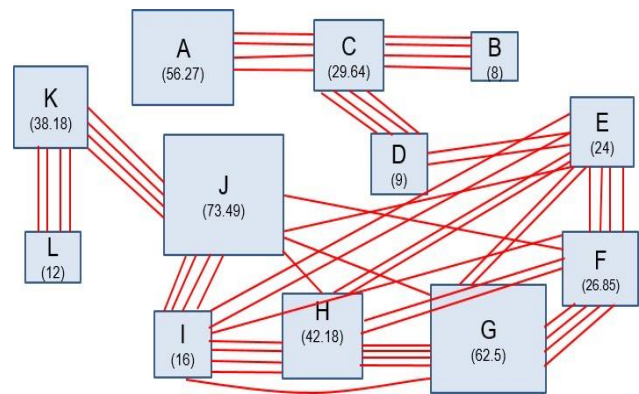 A
(56.27)
C
(29.64)
B
(8)
K
(38.18)
E
(24)
D
(9)
J
(73.49)
L
(12)
F
(26.85)
H
(42.18)
G
(62.5)
I
(16)